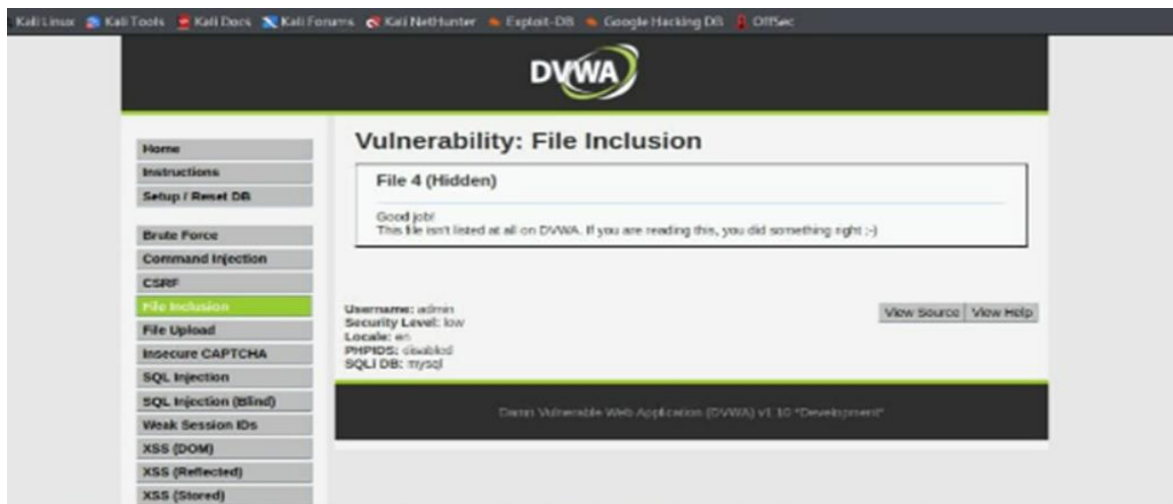 Kali Linux Kali Tools Kali Docs Kali Forums Kali NetHunter Exploit-DB Google Hacking DB OffSec
DVWA
Home
Instructions
Setup / Reset DB
Brute Force
Command Injection
CSRF
File Inclusion
File Upload
Insecure CAPTCHA
SQL Injection
SQL Injection (Blind)
Weak Session IDs
XSS (DOM)
XSS (Reflected)
XSS (Stored)
Vulnerability: File Inclusion
File 4 (Hidden)
Good job!
This file isn't listed at all on DVWA. If you are reading this, you did something right ;-)
Username: admin
Security Level: low
Locale: en
PHPIDS: disabled
SQLi DB: mysql
View Source View Help
Damn Vulnerable Web Application (DVWA) v1.10 *Development*